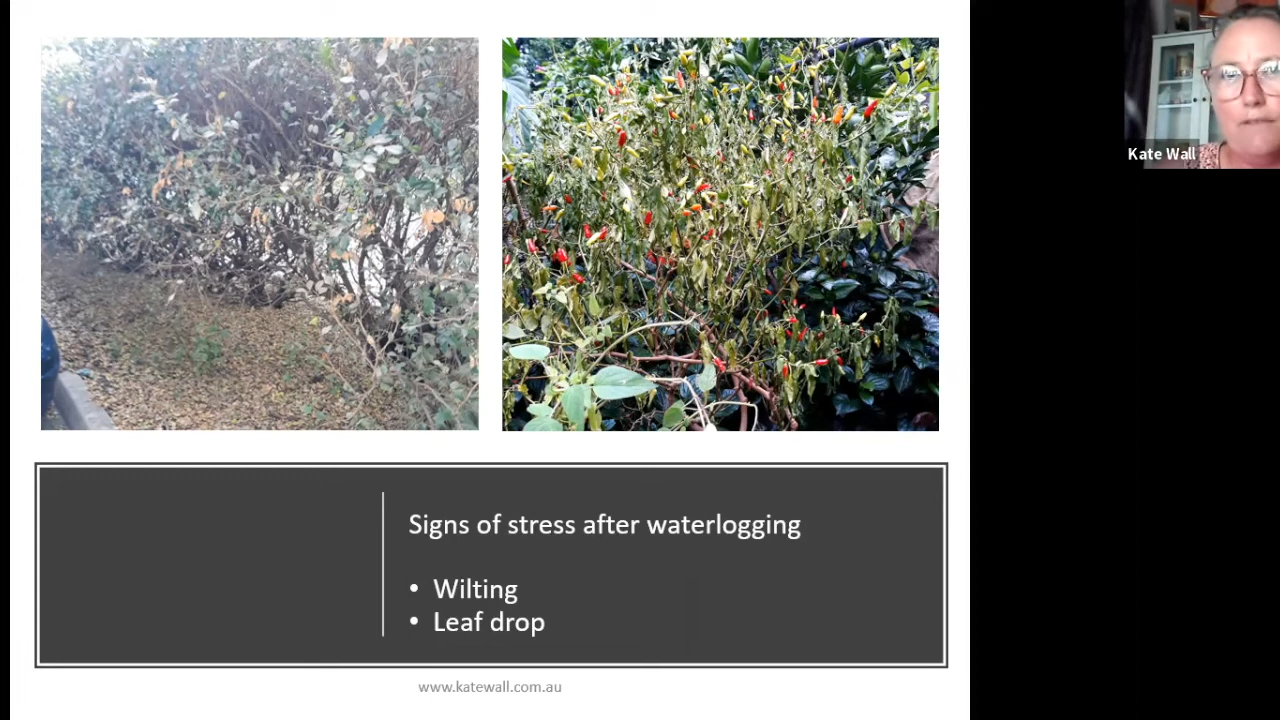 Kate Wall
Signs of stress after waterlogging
• Wilting
• Leaf drop
www.katewall.com.au